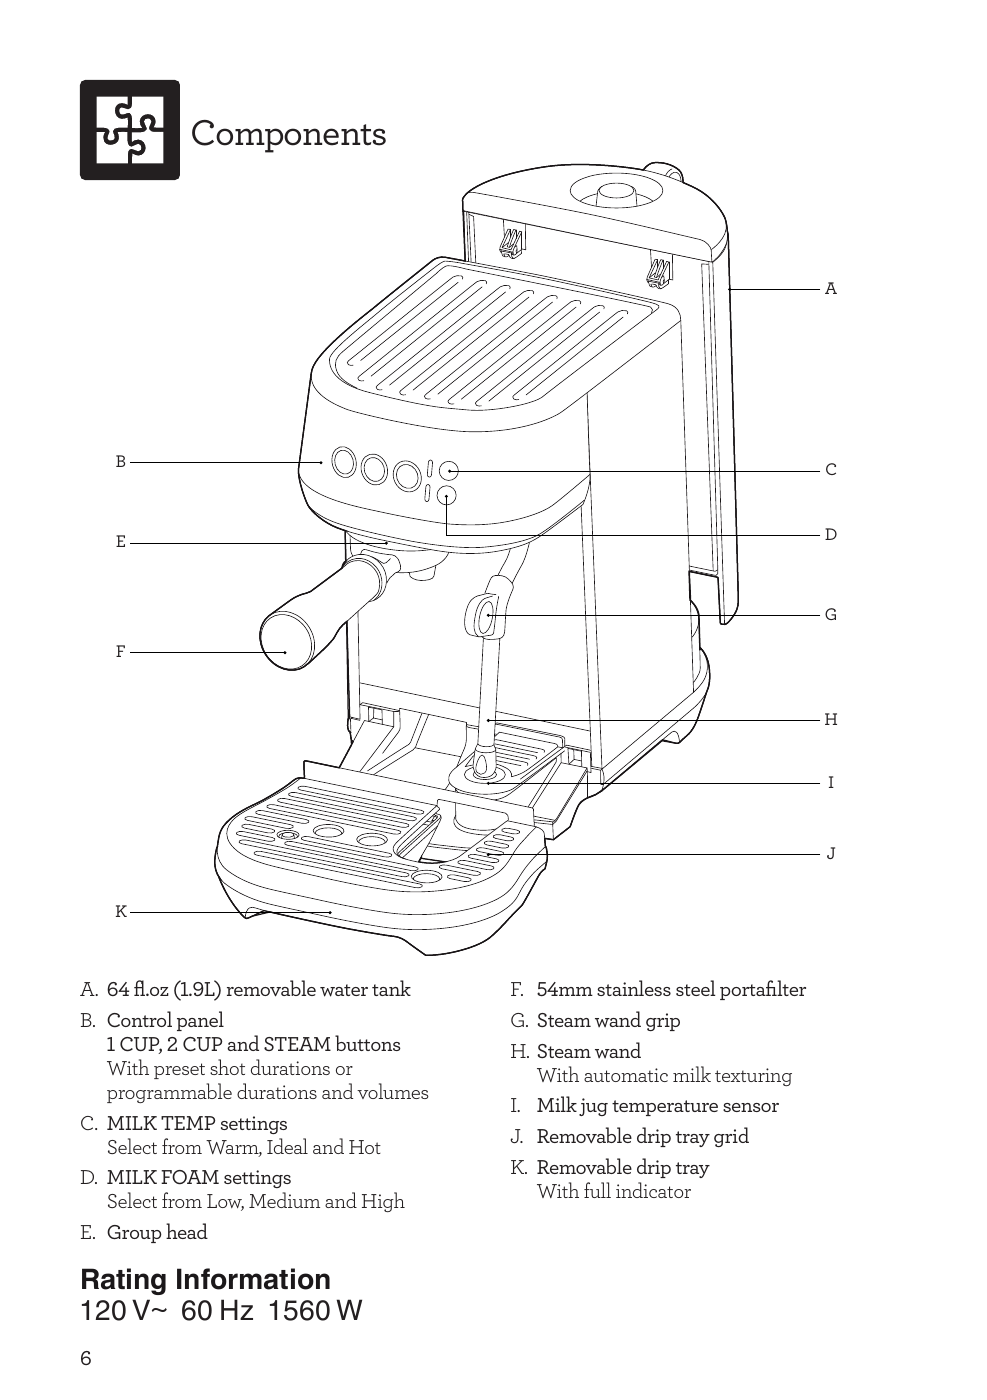 Components
A
B
C
D
E
G
F
H
I
J
K
A. 64 fl.oz (1.9L) removable water tank
B. Control panel
1 CUP, 2 CUP and STEAM buttons
With preset shot durations or
programmable durations and volumes
C. MILK TEMP settings
Select from Warm, Ideal and Hot
D. MILK FOAM settings
Select from Low, Medium and High
E. Group head
F. 54mm stainless steel portafilter
G. Steam wand grip
H. Steam wand
With automatic milk texturing
I. Milk jug temperature sensor
J. Removable drip tray grid
K. Removable drip tray
With full indicator
Rating Information
120 V~ 60 Hz 1560 W
6